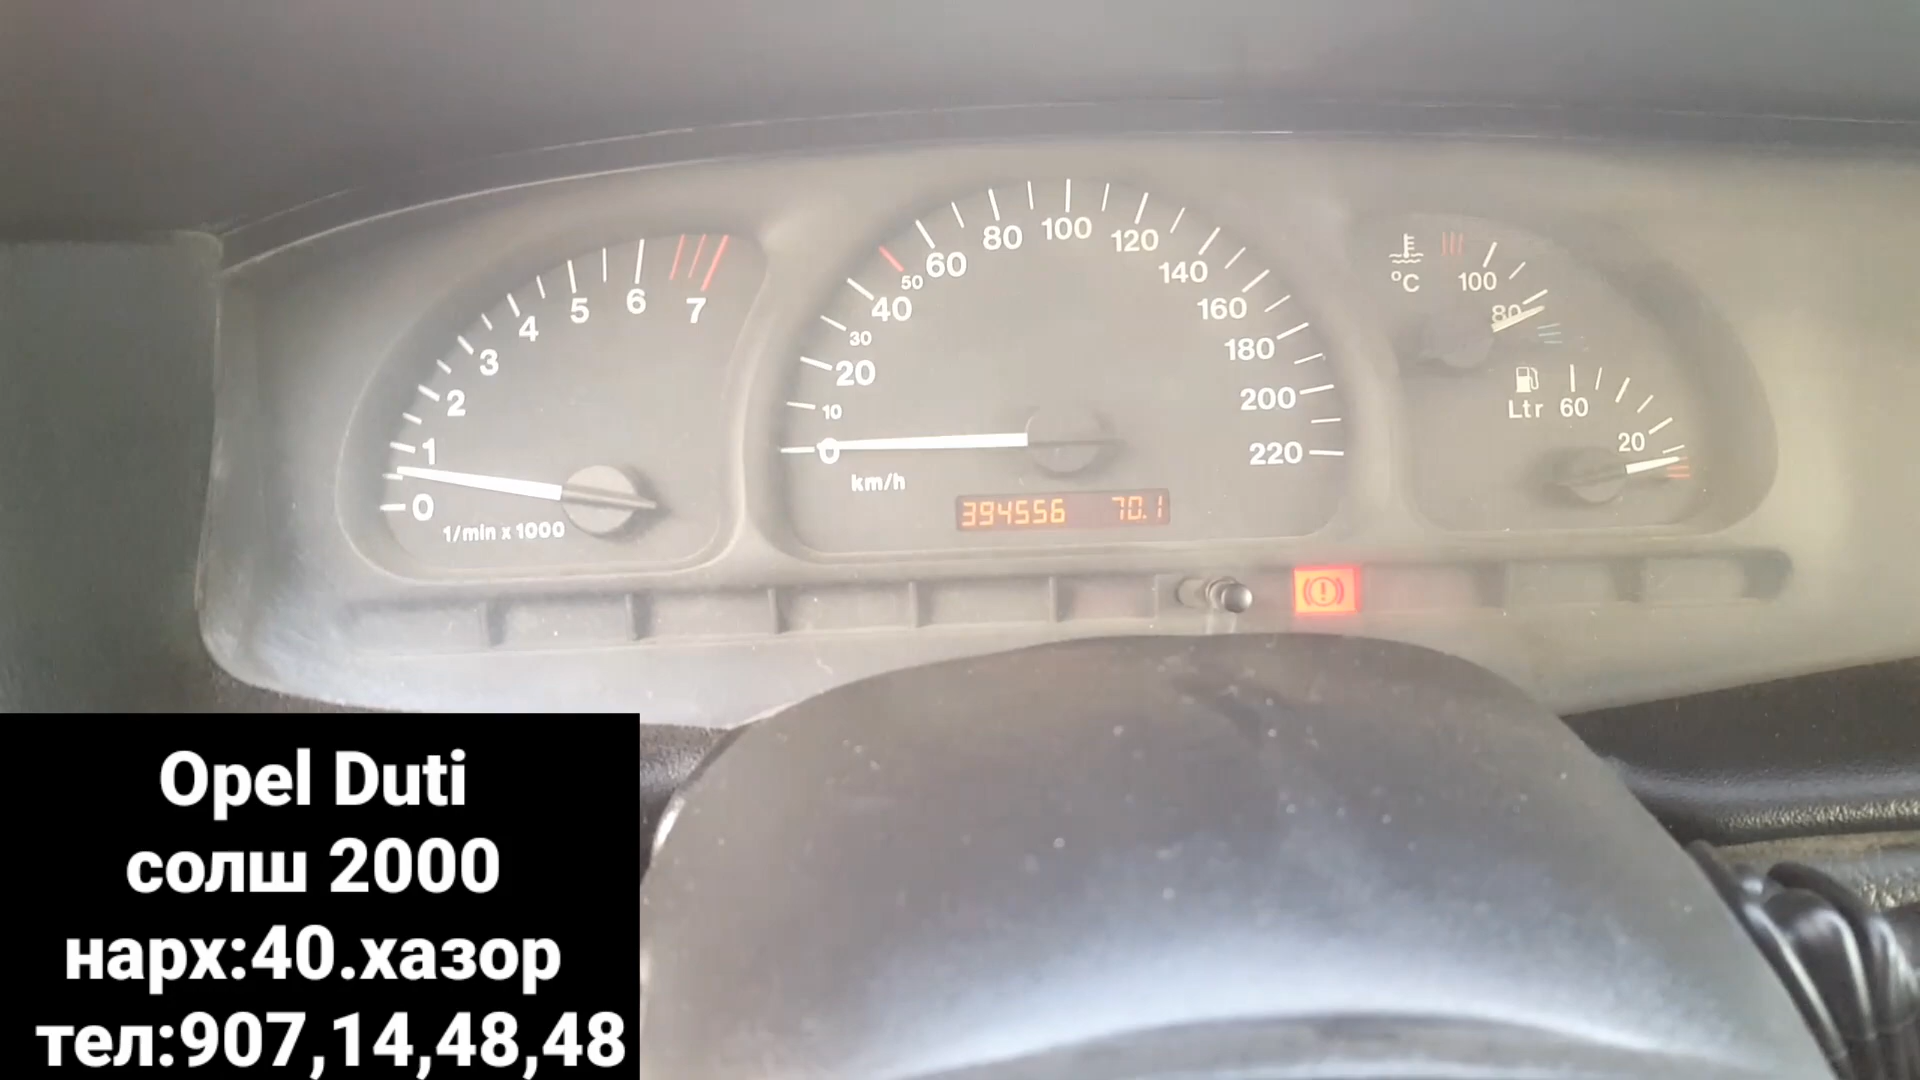 1 2 3 4 5 6 7
0
1/min x 1000
0 10 20 30 40 50 60 80 100 120 140 160 180 200 220
km/h
394556 70.1
°C 100 80
Ltr 60 20
Opel Duti
солш 2000
нарх:40.хазор
тел:907,14,48,48